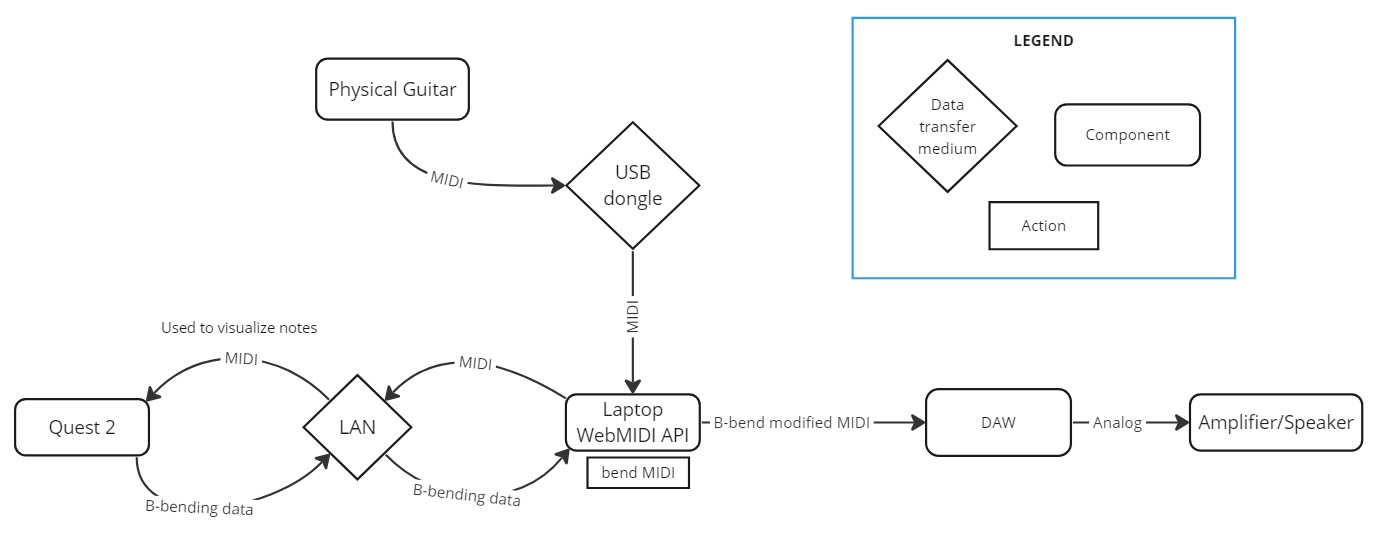 LEGEND
Data
transfer
medium
Component
Action
Physical Guitar
MIDI
USB
dongle
MIDI
Used to visualize notes
MIDI
MIDI
Quest 2
LAN
Laptop
WebMIDI API
bend MIDI
B-bend modified MIDI
DAW
Analog
Amplifier/Speaker
B-bending data
B-bending data